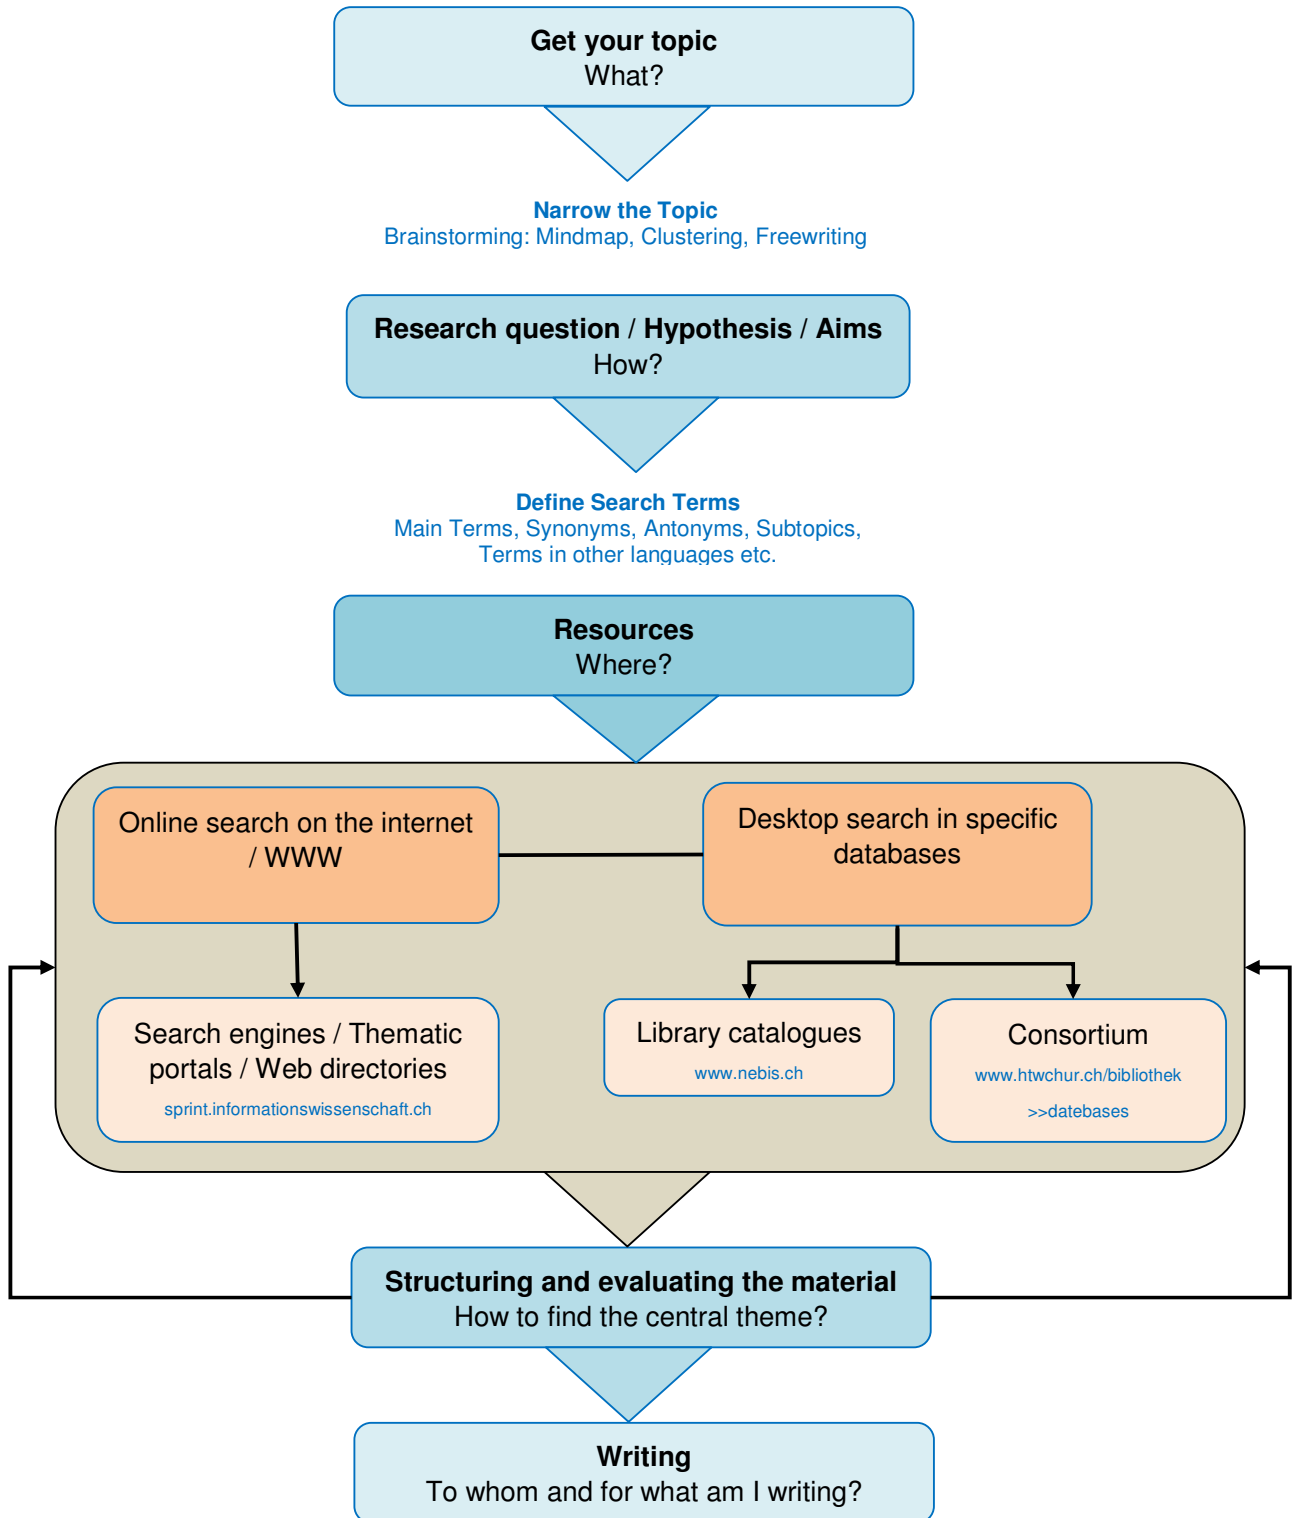 Get your topic
What?
Narrow the Topic
Brainstorming: Mindmap, Clustering, Freewriting
Research question / Hypothesis / Aims
How?
Define Search Terms
Main Terms, Synonyms, Antonyms, Subtopics,
Terms in other languages etc.
Resources
Where?
Online search on the internet
/ WWW
Desktop search in specific
databases
Search engines / Thematic
portals / Web directories
sprint.informationswissenschaft.ch
Library catalogues
www.nebis.ch
Consortium
www.htwchur.ch/bibliothek
>>datebases
Structuring and evaluating the material
How to find the central theme?
Writing
To whom and for what am I writing?